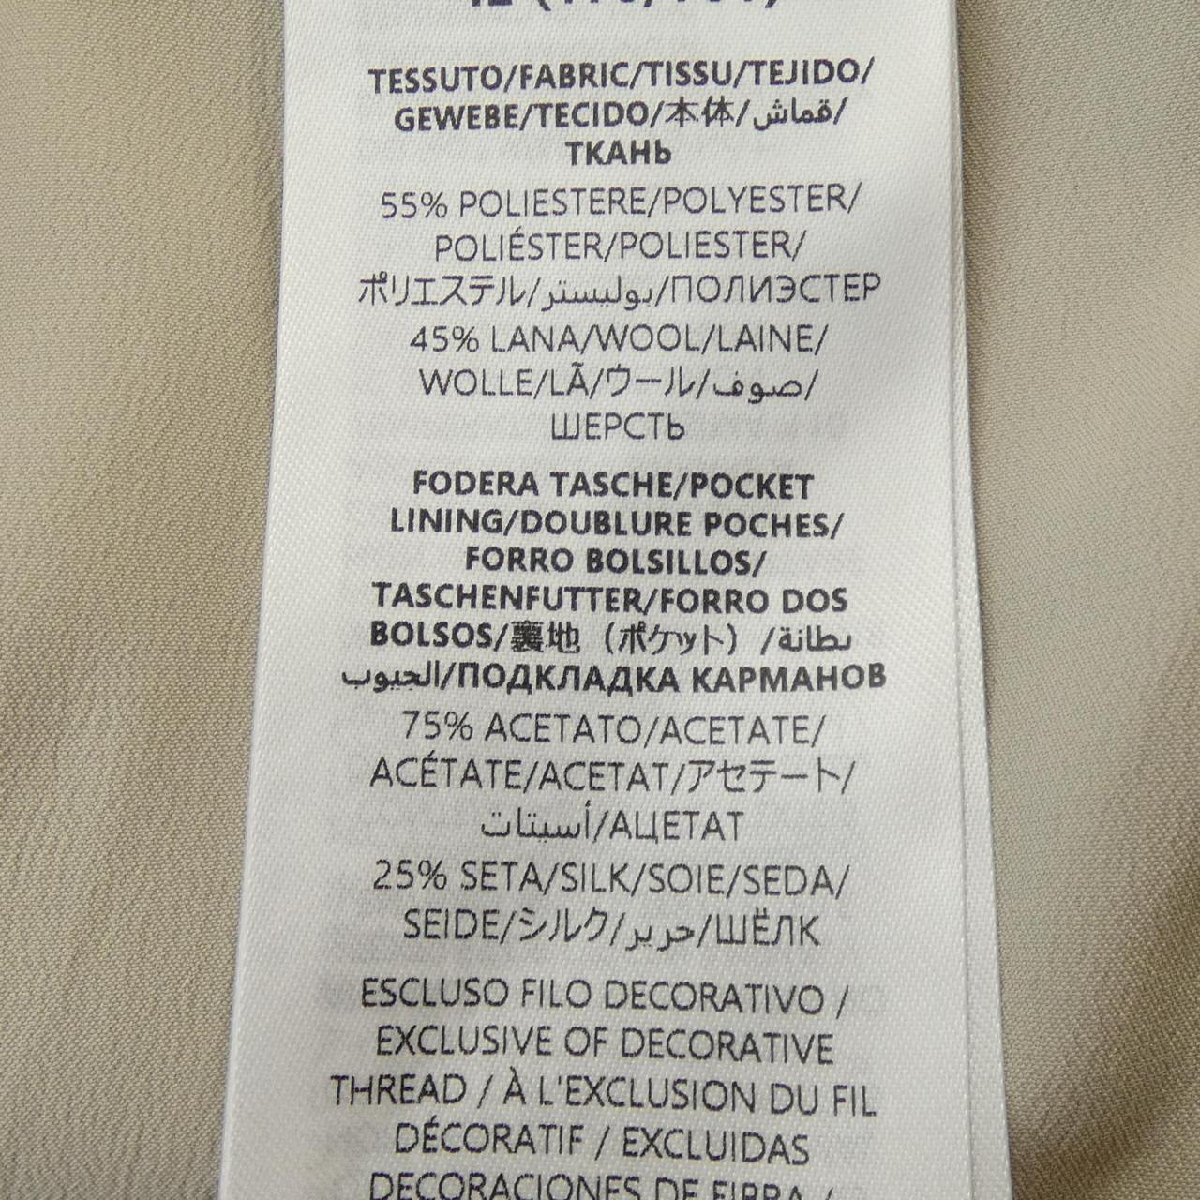 TESSUTO/FABRIC/TISSU/TEJIDO/
GEWEBE/TECIDO/本体/قماش/
ТКАНЬ
55% POLIESTERE/POLYESTER/
POLIÉSTER/POLIESTER/
ポリエステル/بوليستر/ПОЛИЭСТЕР
45% LANA/WOOL/LAINE/
WOLLE/LÃ/ウール/صوف/
ШЕРСТЬ
FODERA TASCHE/POCKET
LINING/DOUBLURE POCHES/
FORRO BOLSILLOS/
TASCHENFUTTER/FORRO DOS
BOLSOS/裏地（ポケット）/بطانة
الجيوب/ПОДКЛАДКА КАРМАНОВ
75% ACETATO/ACETATE/
ACÉTATE/ACETAT/アセテート/
أسيتات/АЦЕТАТ
25% SETA/SILK/SOIE/SEDA/
SEIDE/シルク/حرير/ШЁЛК
ESCLUSO FILO DECORATIVO /
EXCLUSIVE OF DECORATIVE
THREAD / À L'EXCLUSION DU FIL
DÉCORATIF / EXCLUIDAS
DECORACIONES DE FIBRA /